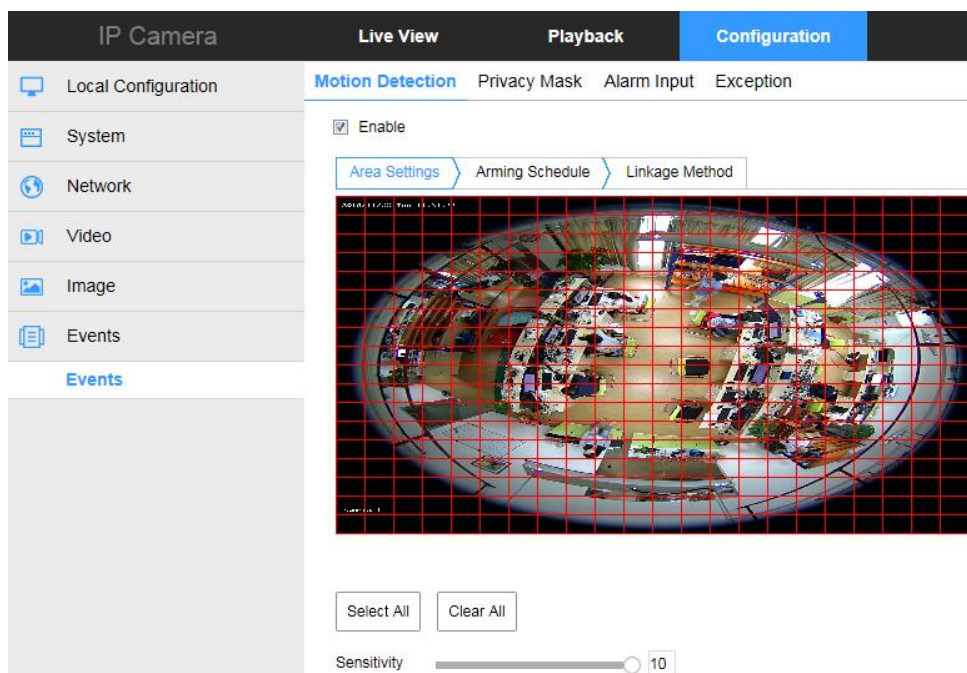 IP Camera
Live View
Playback
Configuration
Local Configuration
System
Network
Video
Image
Events
Events
Motion Detection
Privacy Mask
Alarm Input
Exception
Enable
Area Settings
Arming Schedule
Linkage Method
Select All
Clear All
Sensitivity
10